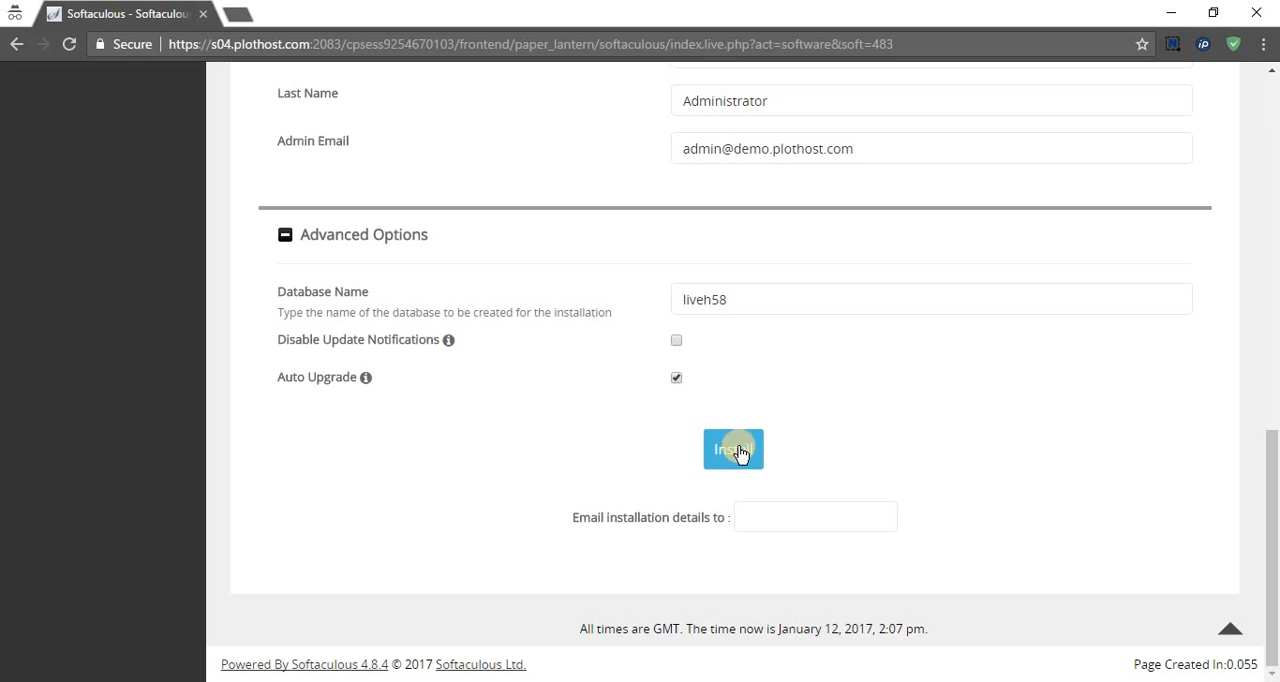 Softaculous - Softaculou
Secure https://s04.plothost.com:2083/cpsess9254670103/frontend/paper_lantern/softaculous/index.live.php?act=software&soft=483
iP
Last Name
Administrator
Admin Email
admin@demo.plothost.com
Advanced Options
Database Name
liveh58
Type the name of the database to be created for the installation
Disable Update Notifications
Auto Upgrade
Install
Email installation details to :
All times are GMT. The time now is January 12, 2017, 2:07 pm.
Powered By Softaculous 4.8.4 © 2017 Softaculous Ltd.
Page Created In:0.055